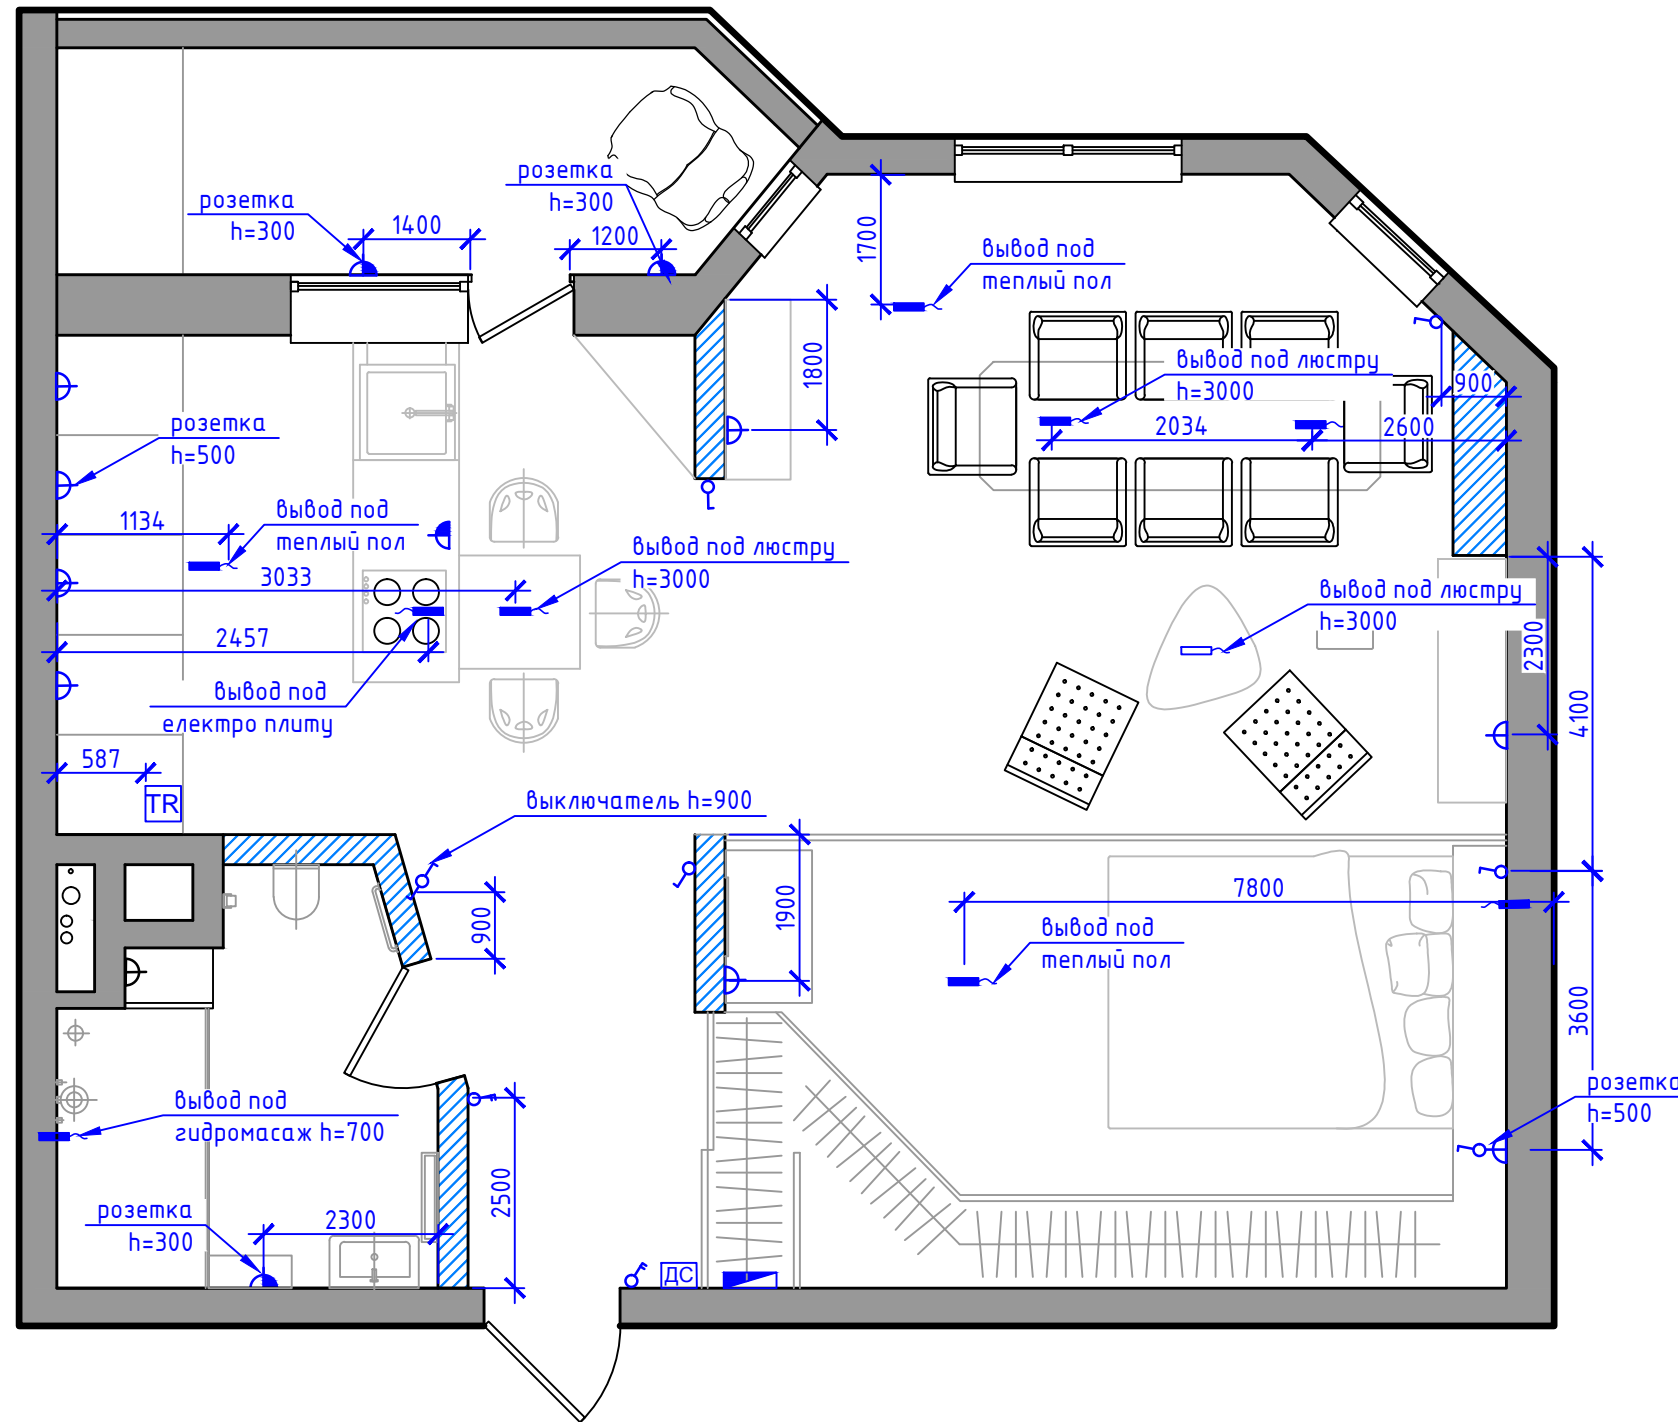 розетка
h=300
1400
розетка
h=300
1200
1700
вывод под
теплый пол
1800
вывод под люстру
h=3000
900
2034
2600
розетка
h=500
1134
вывод под
теплый пол
3033
вывод под люстру
h=3000
2457
вывод под
електро плиту
вывод под люстру
h=3000
2300
4100
587
TR
выключатель h=900
900
1900
7800
вывод под
теплый пол
3600
розетка
h=500
вывод под
гидромасаж h=700
2500
розетка
h=300
2300
ДС